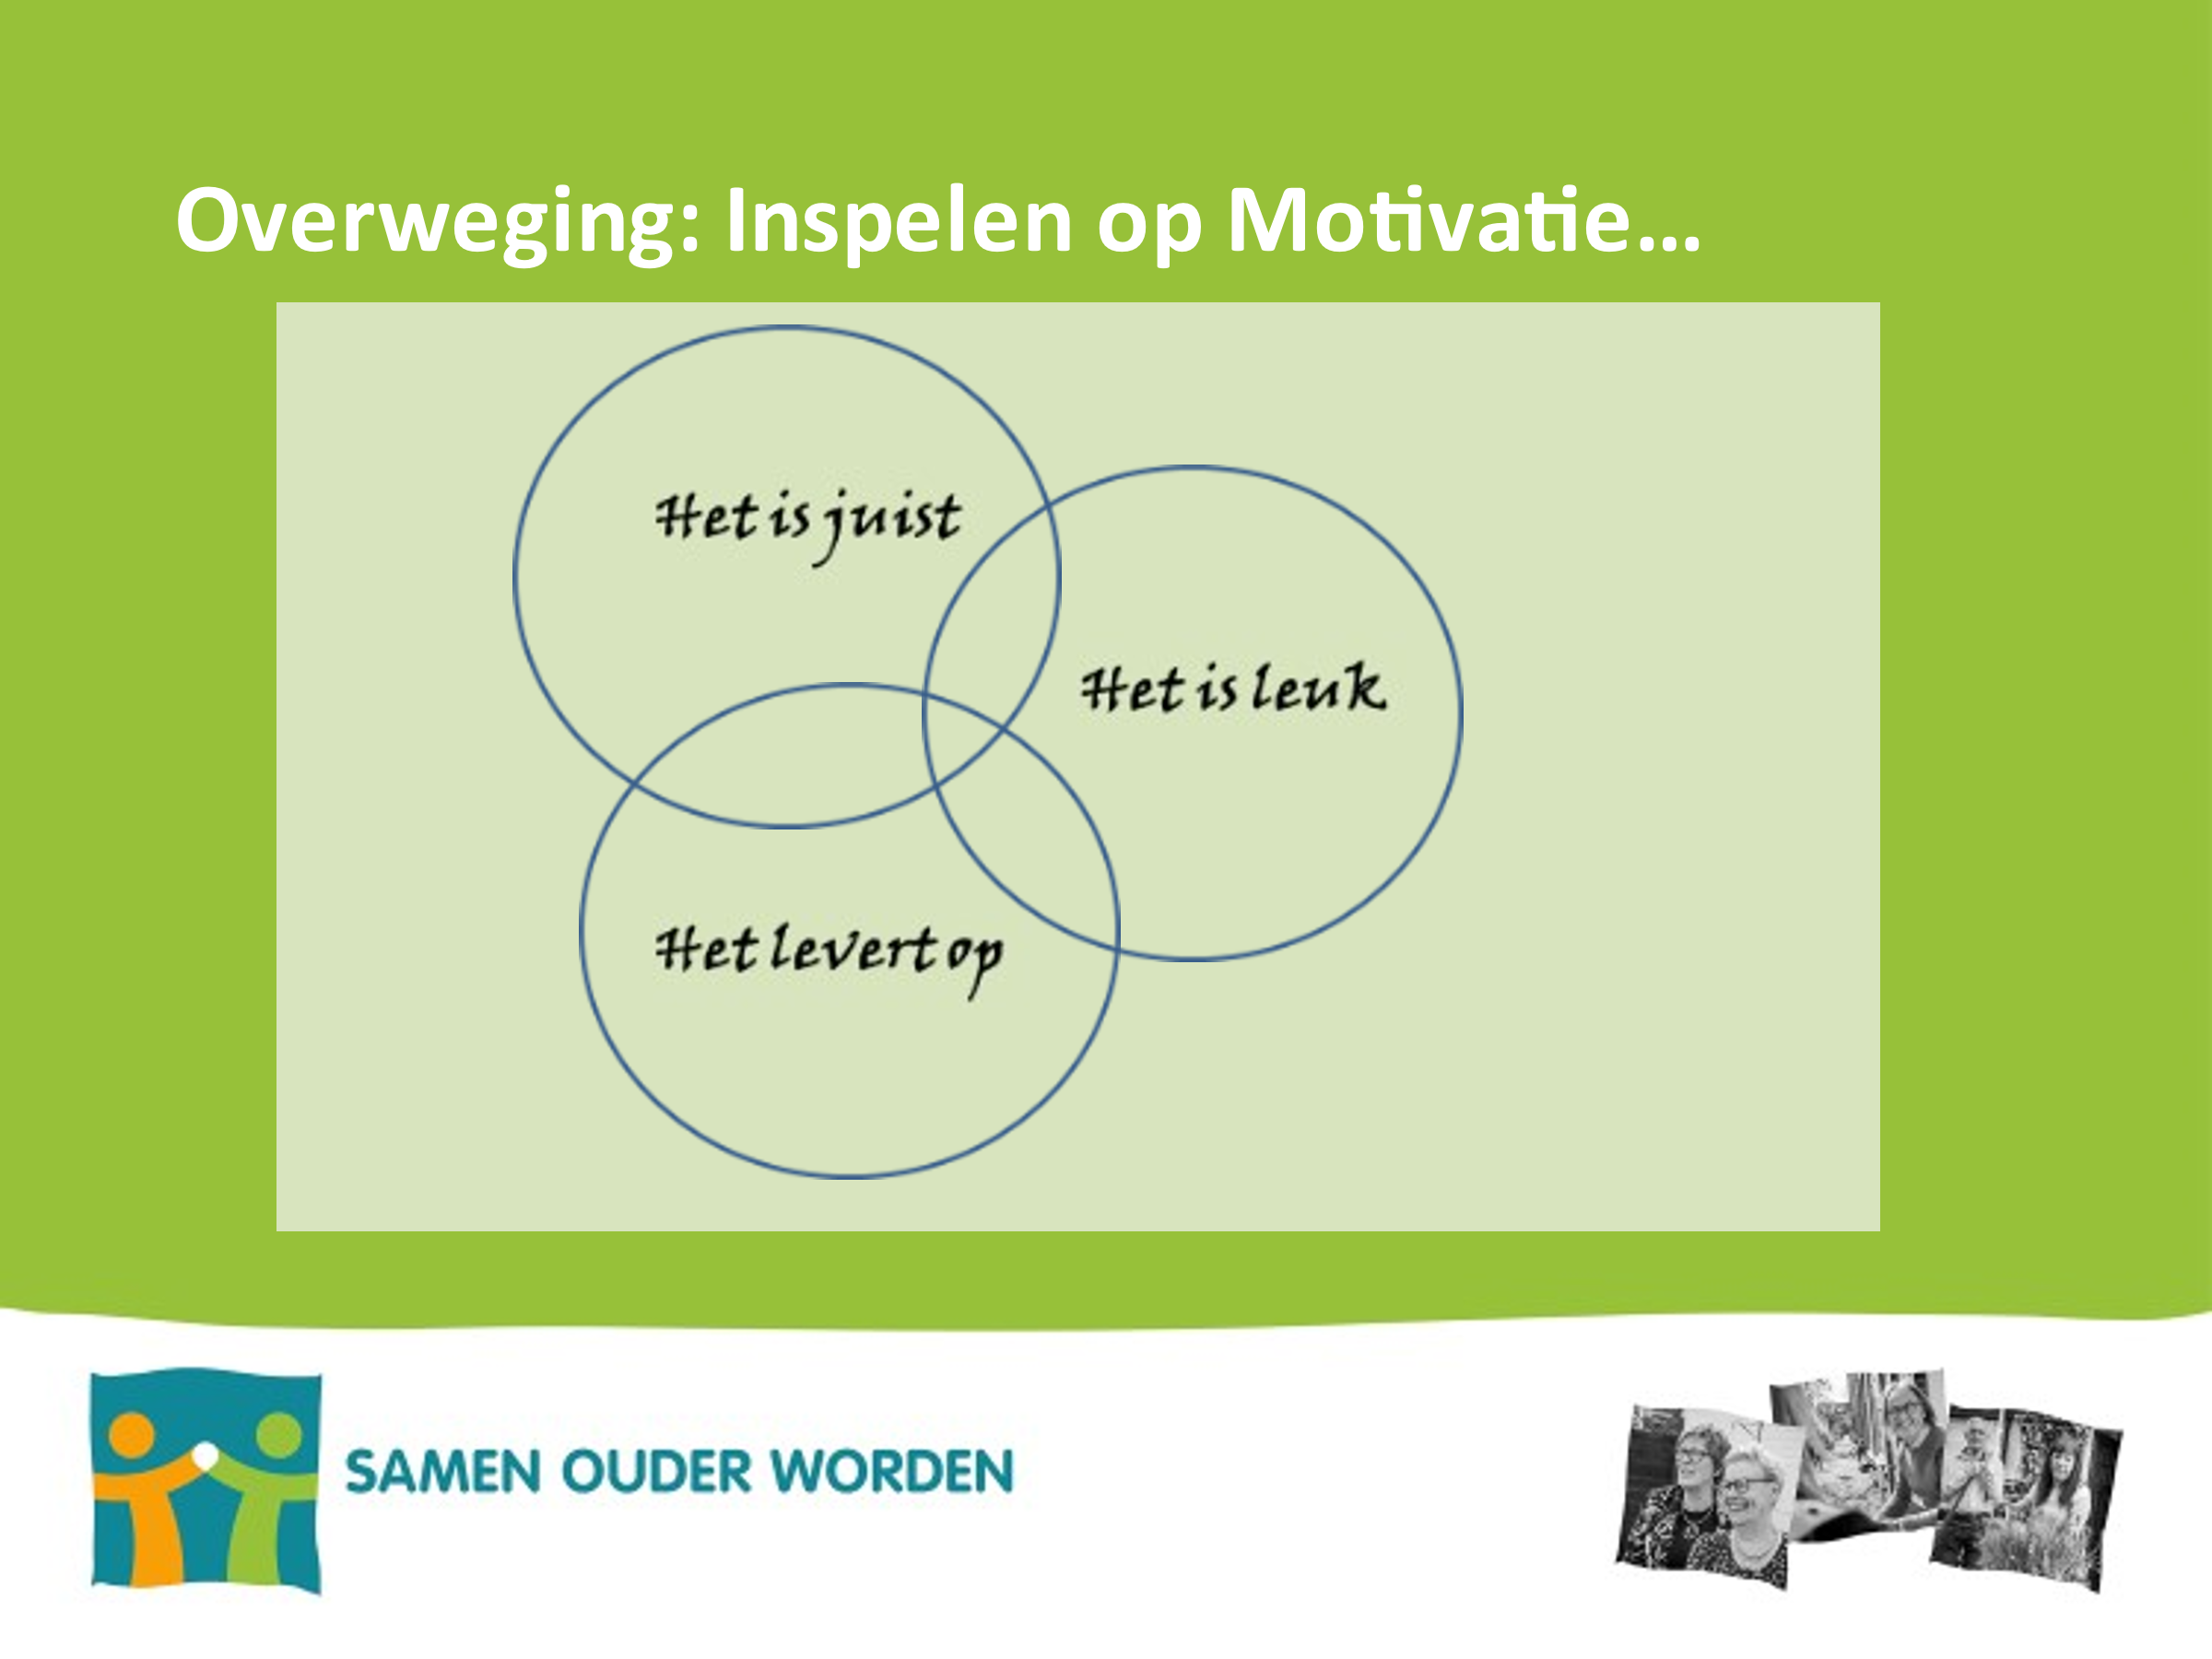 Overweging: Inspelen op Motivatie...
Het is juist
Het is leuk
Het levert op
SAMEN OUDER WORDEN